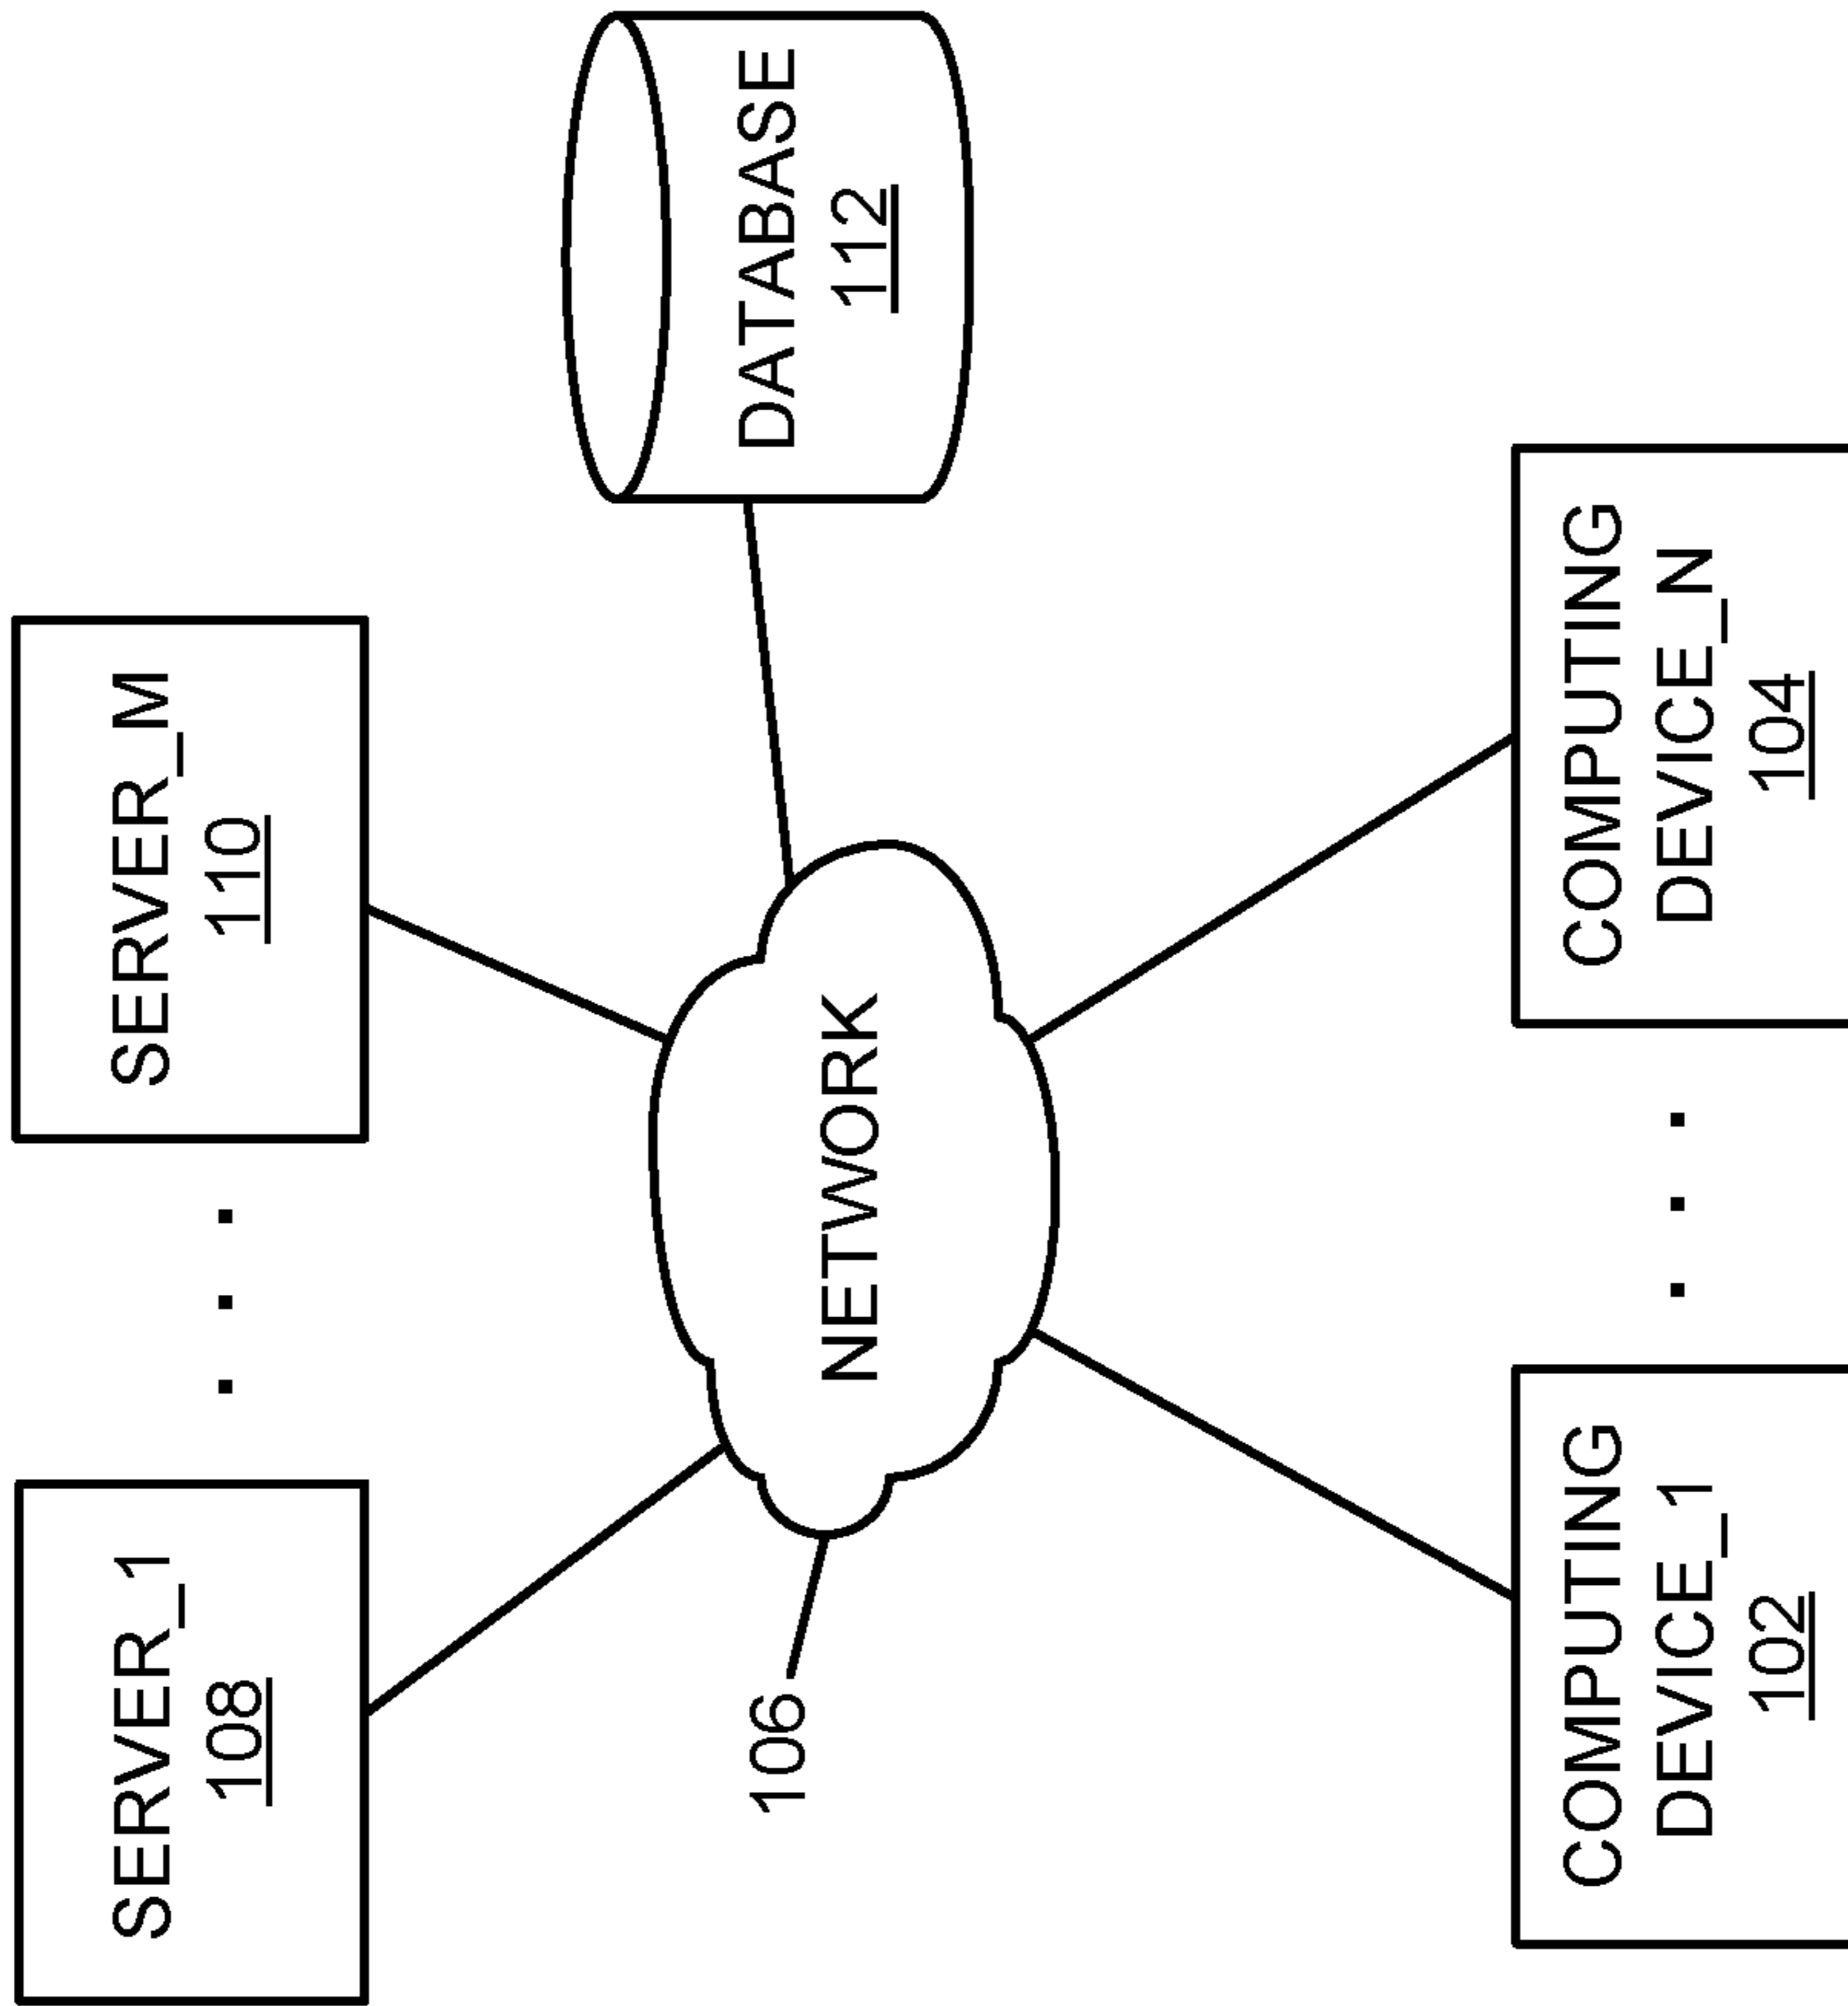 SERVER_1
108
SERVER_M
110
DATABASE
112
NETWORK
106
COMPUTING
DEVICE_1
102
COMPUTING
DEVICE_N
104